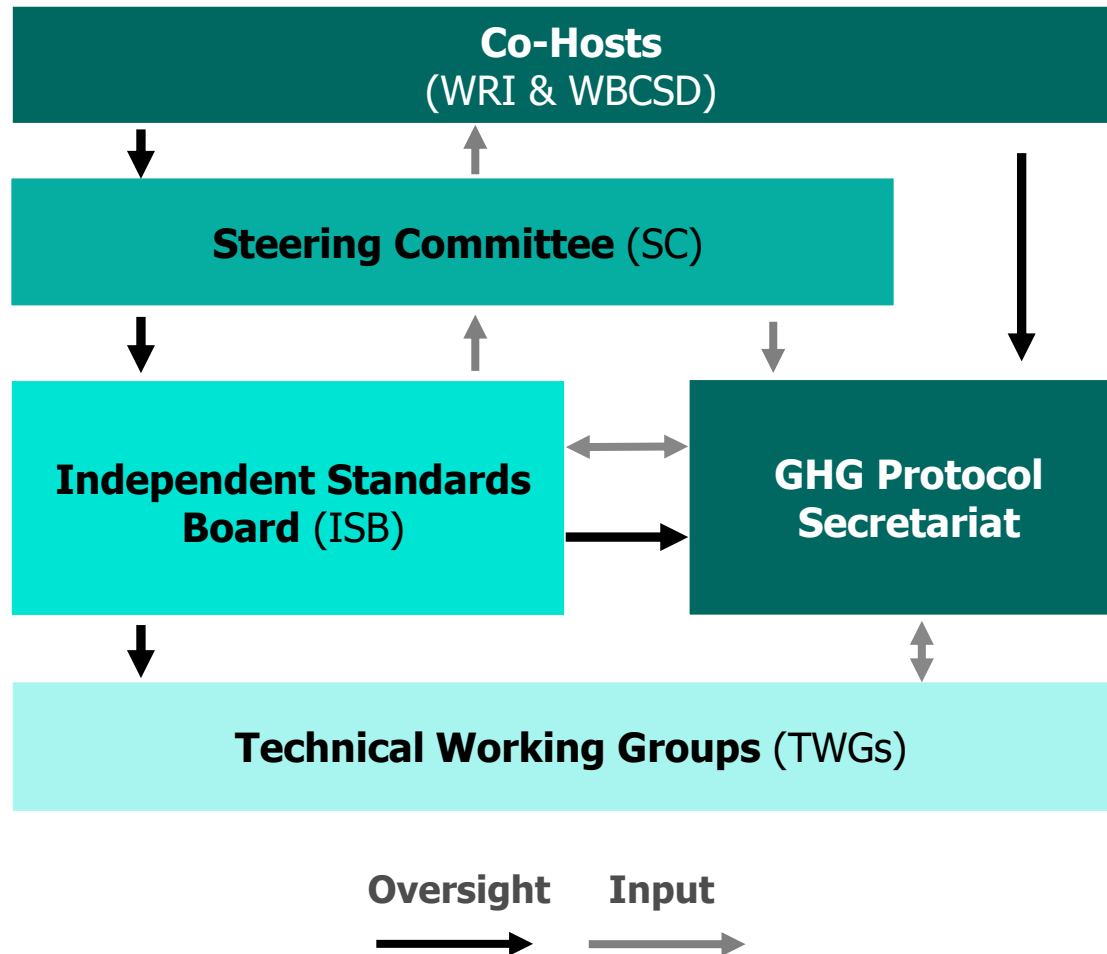 Co-Hosts
(WRI & WBCSD)
Steering Committee (SC)
Independent Standards
Board (ISB)
GHG Protocol
Secretariat
Technical Working Groups (TWGs)
Oversight
Input